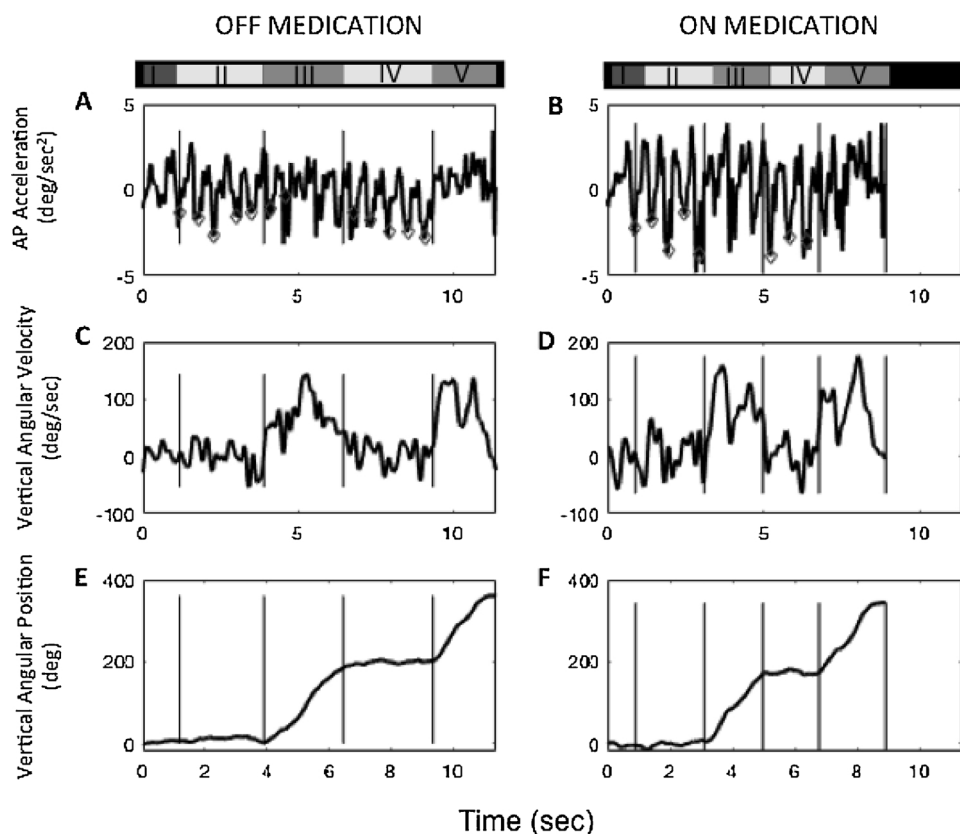 OFF MEDICATION
ON MEDICATION
I II III IV V
I II III IV V
A
B
AP Acceleration
(deg/sec²)
5
0
-5
0 5 10
5
0
-5
0 5 10
C
D
Vertical Angular Velocity
(deg/sec)
200
100
0
-100
0 5 10
200
100
0
-100
0 5 10
E
F
Vertical Angular Position
(deg)
400
200
0
0 2 4 6 8 10
400
200
0
0 2 4 6 8 10
Time (sec)